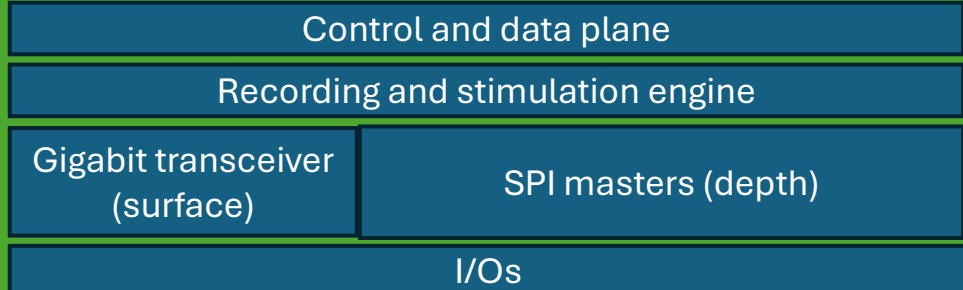 Control and data plane
Recording and stimulation engine
Gigabit transceiver
(surface)
SPI masters (depth)
I/Os